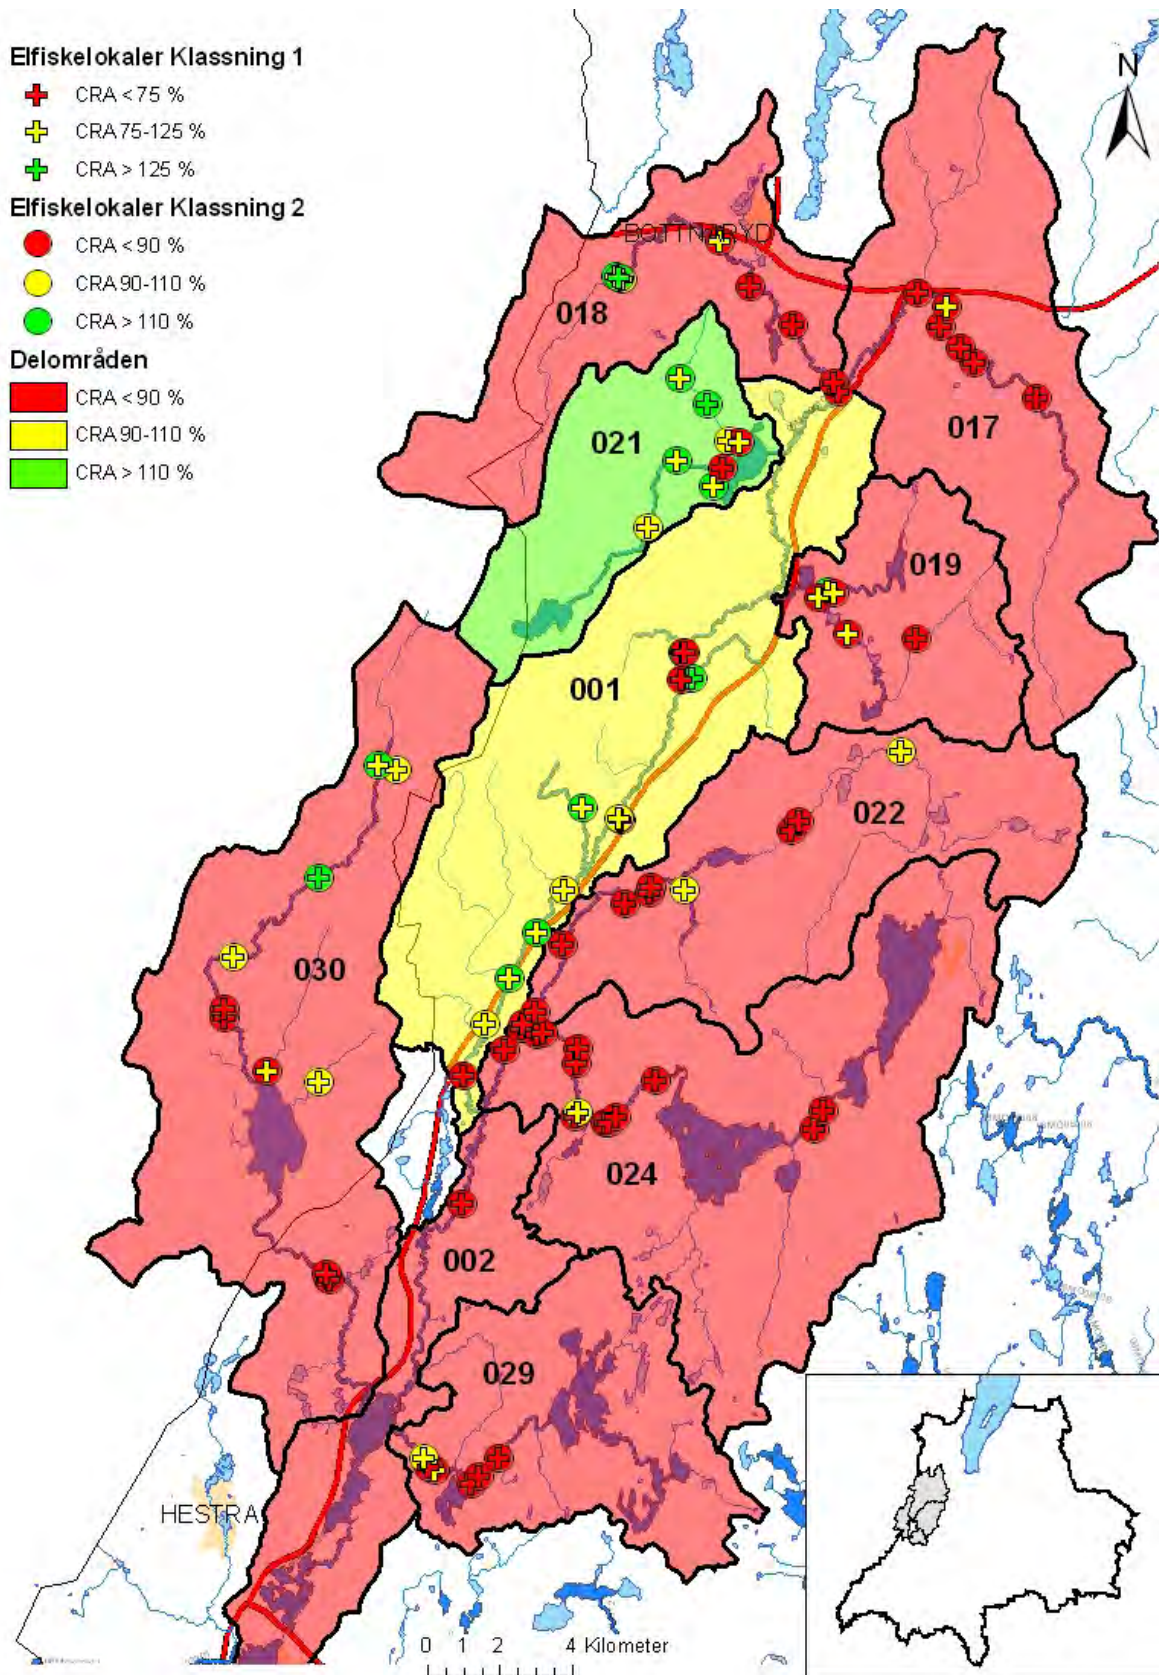 Elfiskelokaler Klassning 1
CRA < 75 %
CRA 75-125 %
CRA > 125 %
Elfiskelokaler Klassning 2
CRA < 90 %
CRA 90-110 %
CRA > 110 %
Delområden
CRA < 90 %
CRA 90-110 %
CRA > 110 %
N
BOTTNARYD
018
017
021
019
001
022
030
024
002
029
HESTRA
0 1 2 4 Kilometer